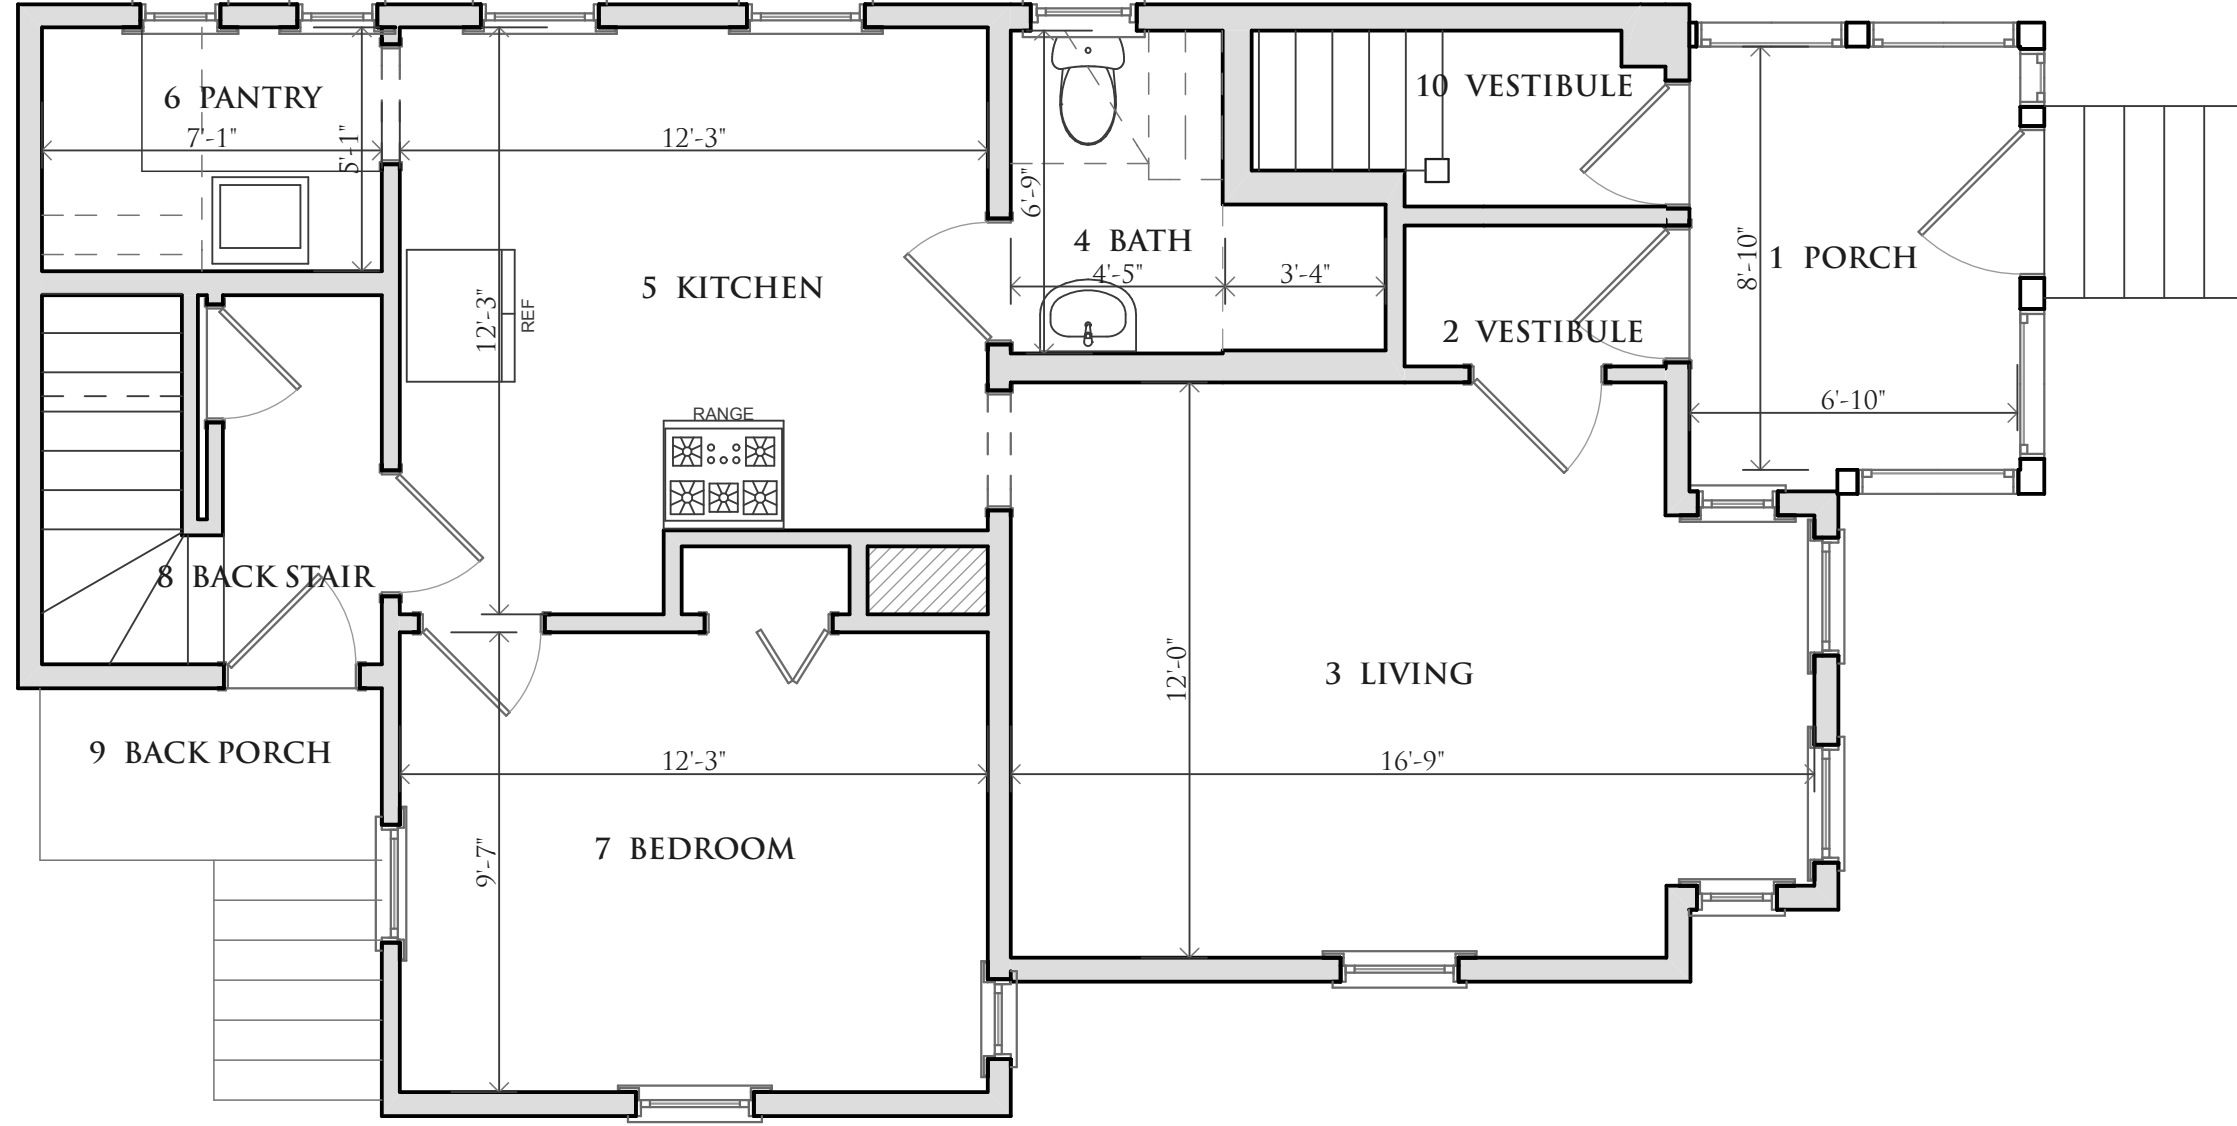 6 PANTRY
7'-1"
5'-1"
12'-3"
10 VESTIBULE
6'-9"
4 BATH
4'-5"
3'-4"
8'-10"
1 PORCH
5 KITCHEN
12'-3"
REF
2 VESTIBULE
6'-10"
RANGE
8 BACK STAIR
12'-0"
3 LIVING
9 BACK PORCH
12'-3"
16'-9"
9'-7"
7 BEDROOM